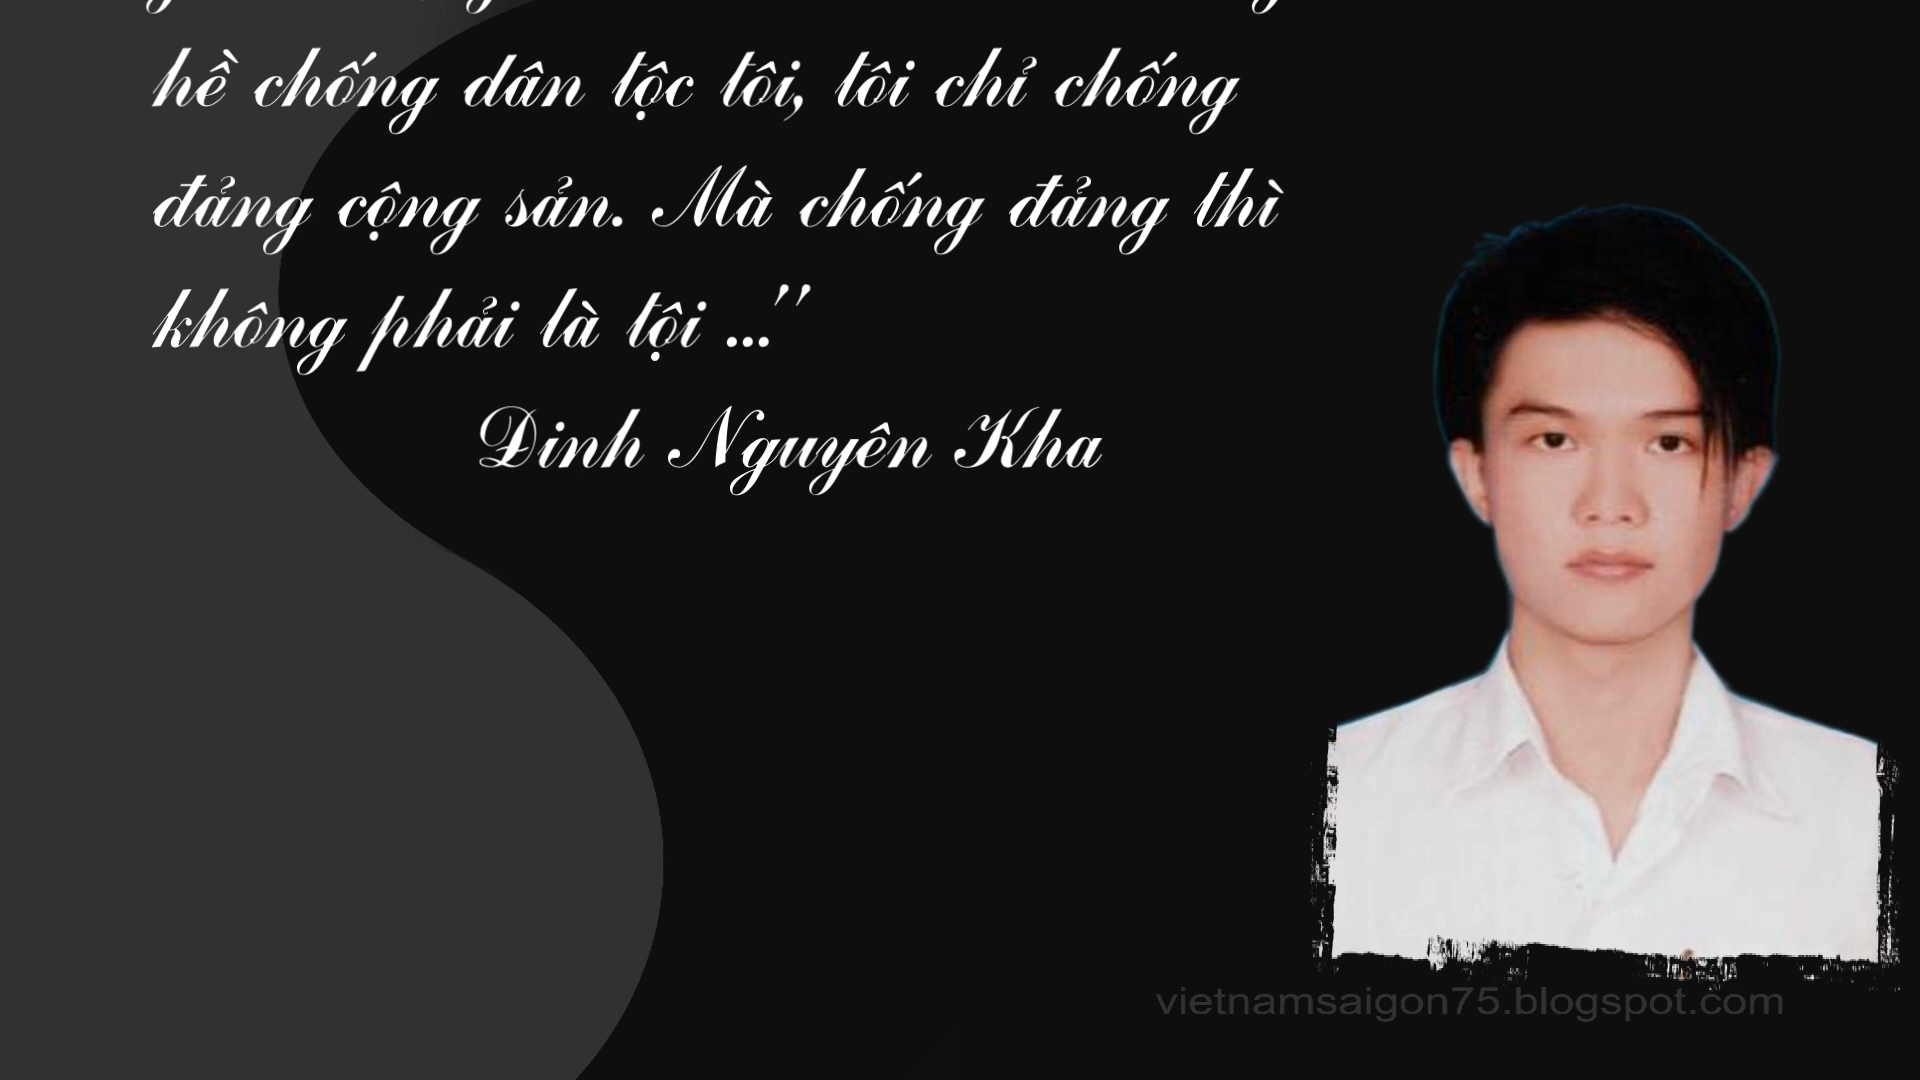 hề chống dân tộc tôi, tôi chỉ chống
đảng cộng sản. Mà chống đảng thì
không phải là tội ..."
Đinh Nguyên Kha
vietnamsaigon75.blogspot.com